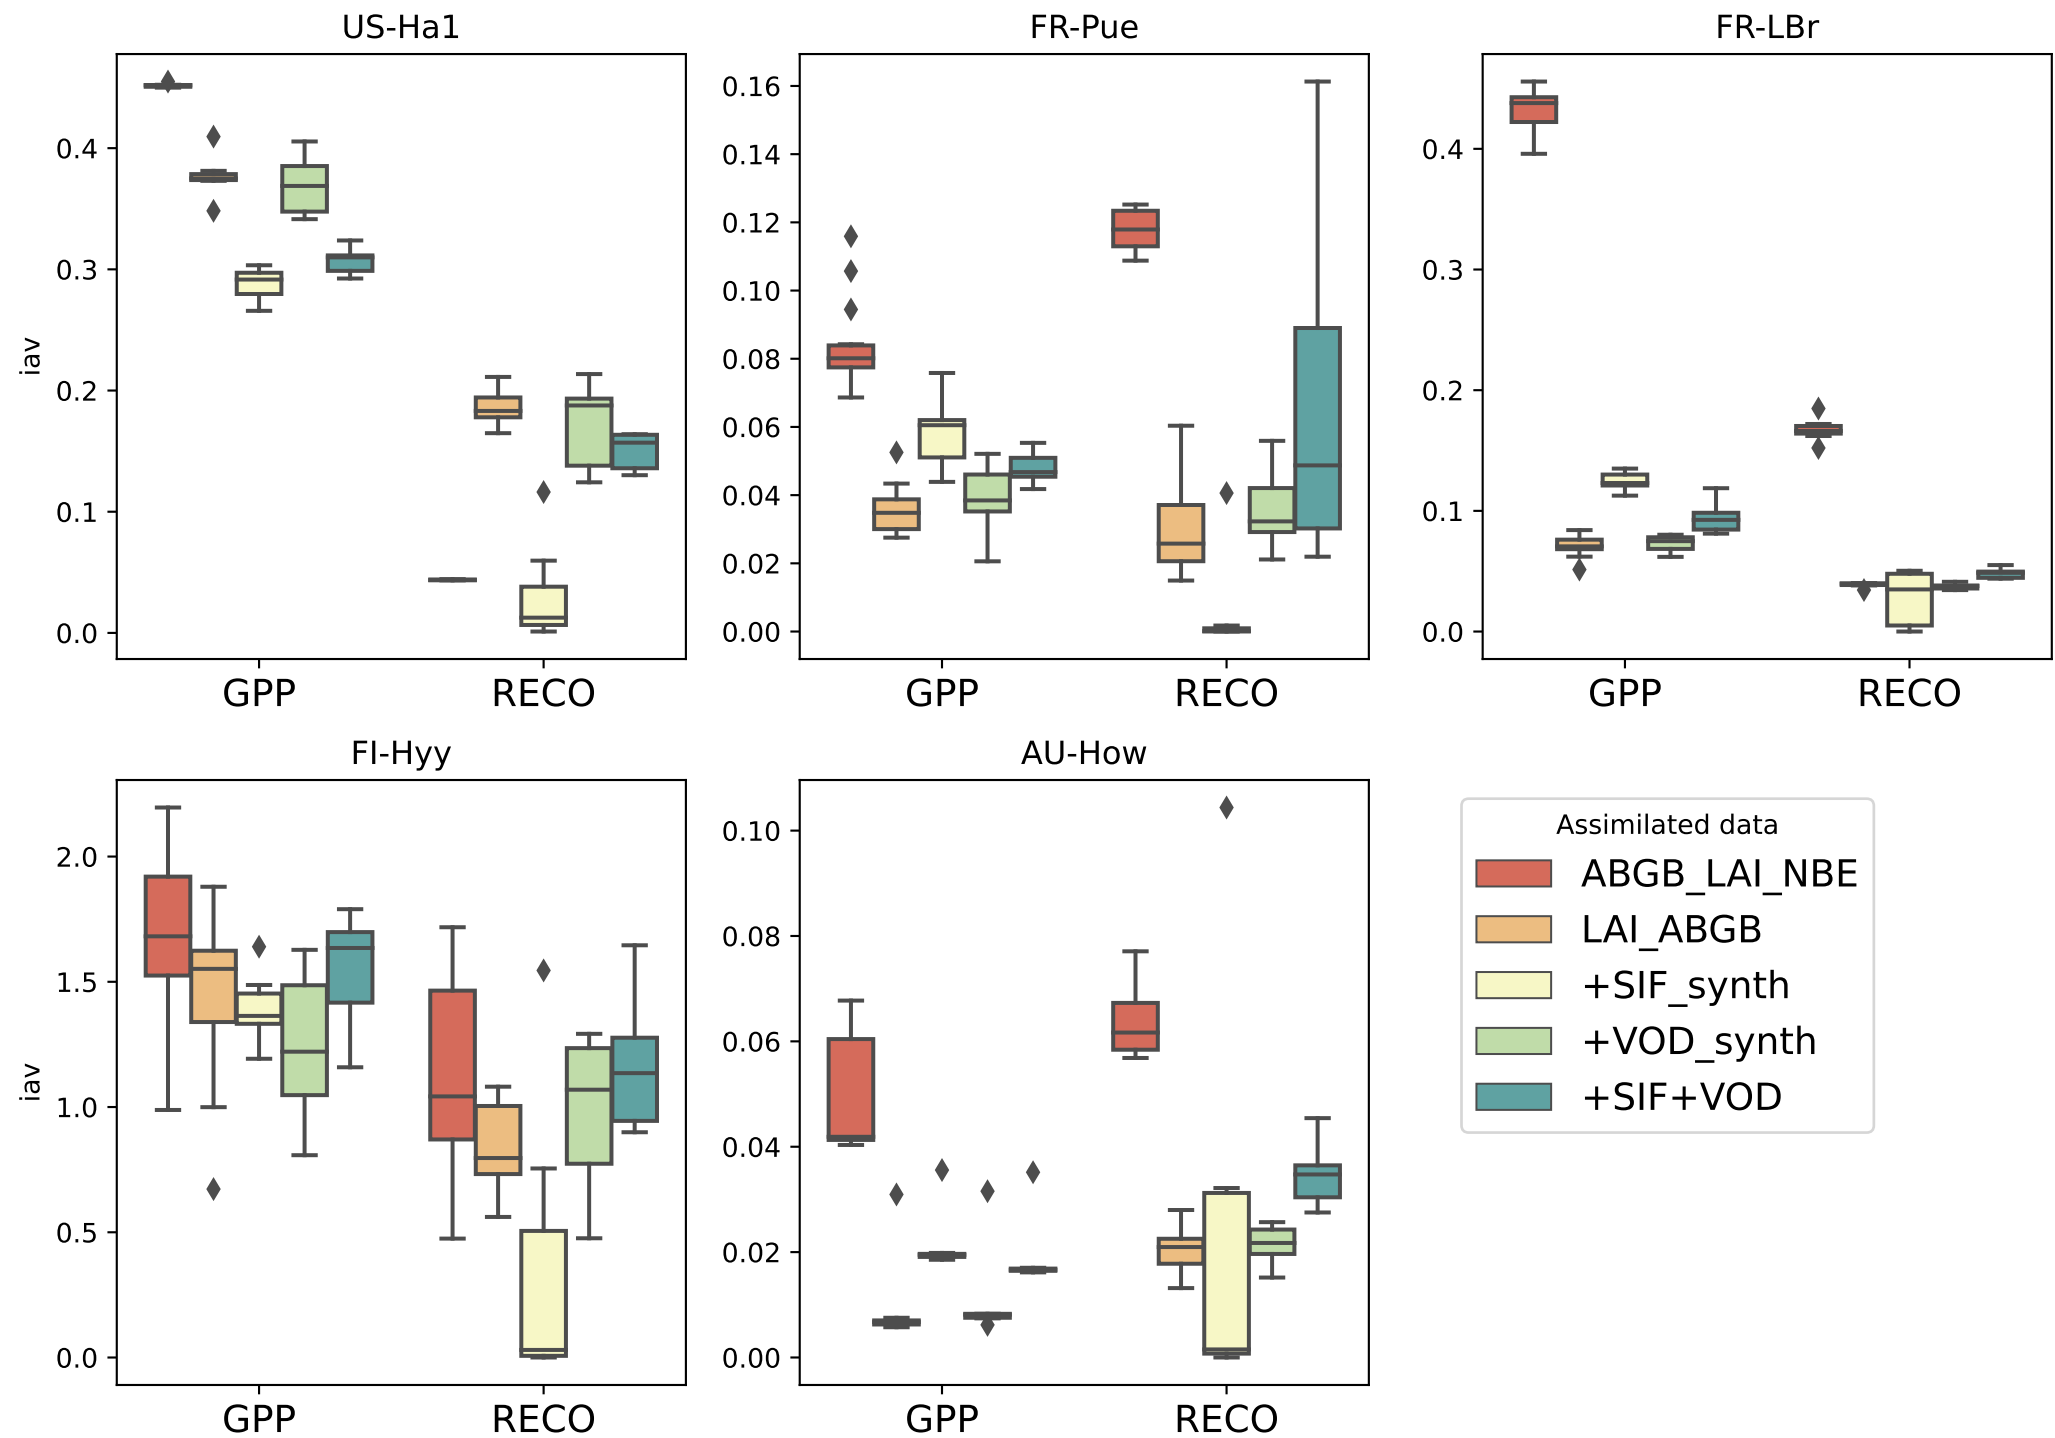 US-Ha1
FR-Pue
FR-LBr
iav
0.4
0.3
0.2
0.1
0.0
GPP
RECO
0.16
0.14
0.12
0.10
0.08
0.06
0.04
0.02
0.00
GPP
RECO
0.4
0.3
0.2
0.1
0.0
GPP
RECO
FI-Hyy
AU-How
iav
2.0
1.5
1.0
0.5
0.0
GPP
RECO
0.10
0.08
0.06
0.04
0.02
0.00
GPP
RECO
Assimilated data
ABGB_LAI_NBE
LAI_ABGB
+SIF_synth
+VOD_synth
+SIF+VOD